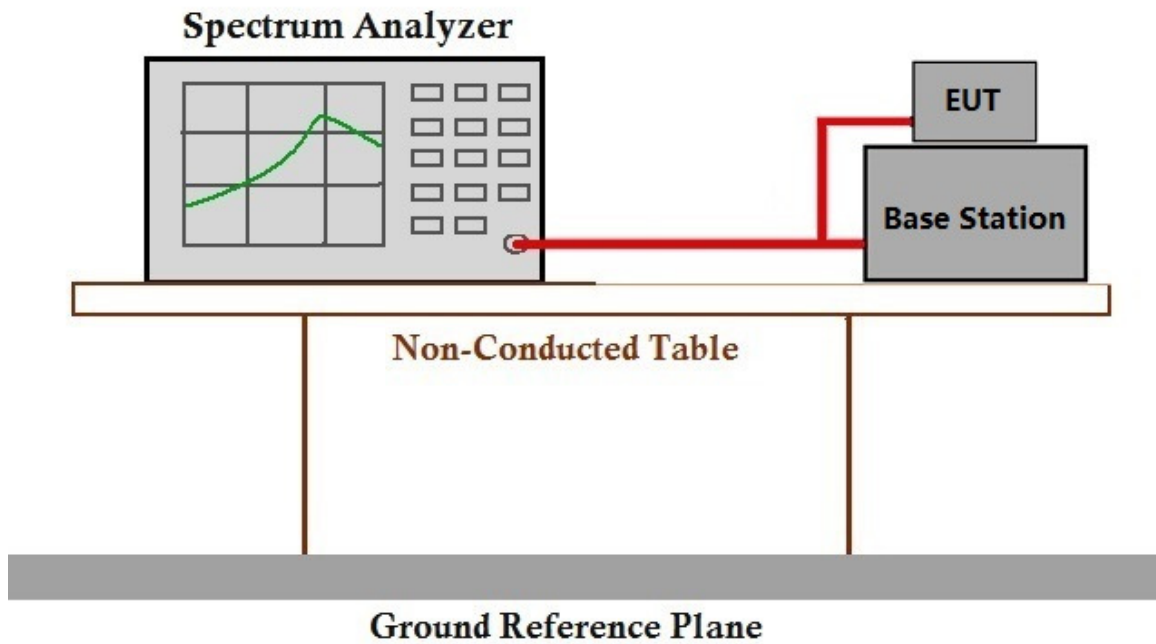 Spectrum Analyzer
EUT
Base Station
Non-Conducted Table
Ground Reference Plane